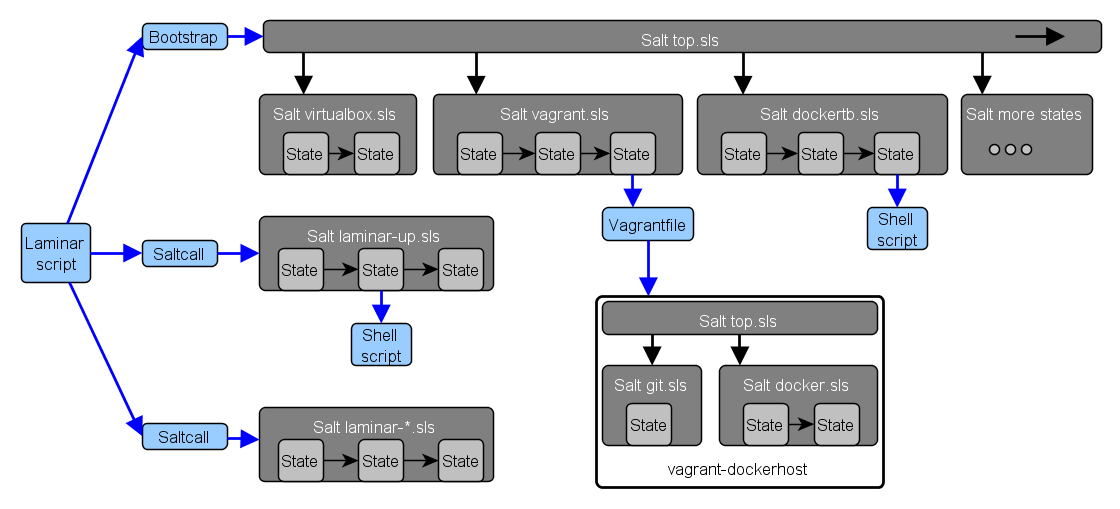 Bootstrap
Salt top.sls
Salt virtualbox.sls
State
State
Salt vagrant.sls
State
State
State
Salt dockertb.sls
State
State
State
Salt more states
Vagrantfile
Shell
script
Laminar
script
Saltcall
Salt laminar-up.sls
State
State
State
Shell
script
Salt top.sls
Salt git.sls
State
Salt docker.sls
State
State
vagrant-dockerhost
Saltcall
Salt laminar-*.sls
State
State
State